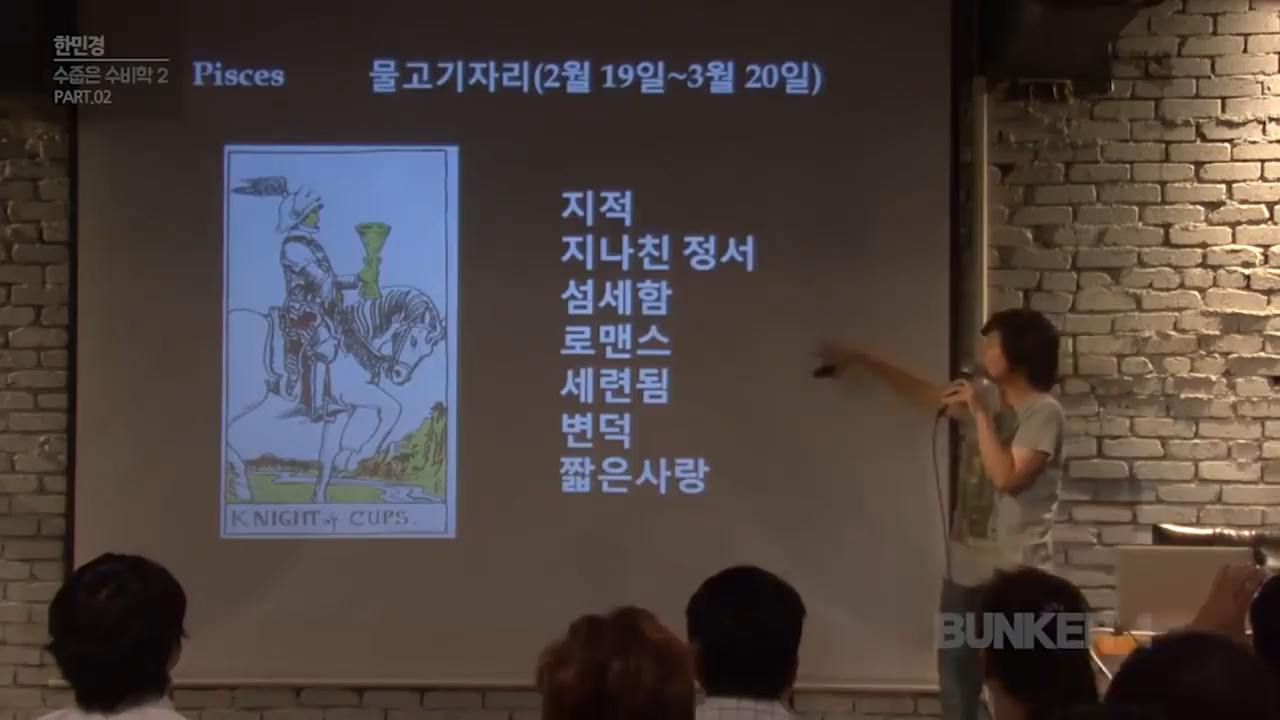 한민경
수줍은 수비학 2
PART.02
Pisces
물고기자리(2월 19일~3월 20일)
지적
지나친 정서
섬세함
로맨스
세련됨
변덕
짧은사랑
KNIGHT of CUPS.
BUNKER 1